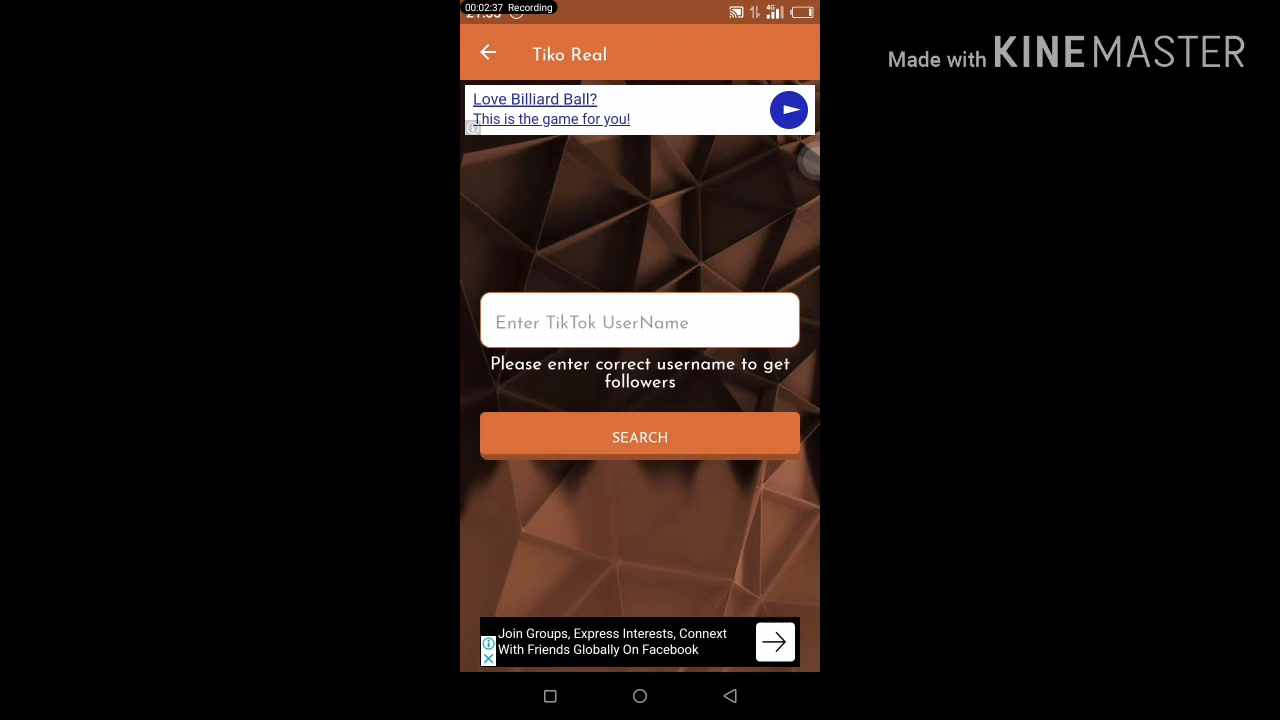 00:02:37 Recording
4G
Made with KINEMASTER
Tiko Real
Love Billiard Ball?
This is the game for you!
Enter TikTok UserName
Please enter correct username to get
followers
SEARCH
Join Groups, Express Interests, Connext
With Friends Globally On Facebook